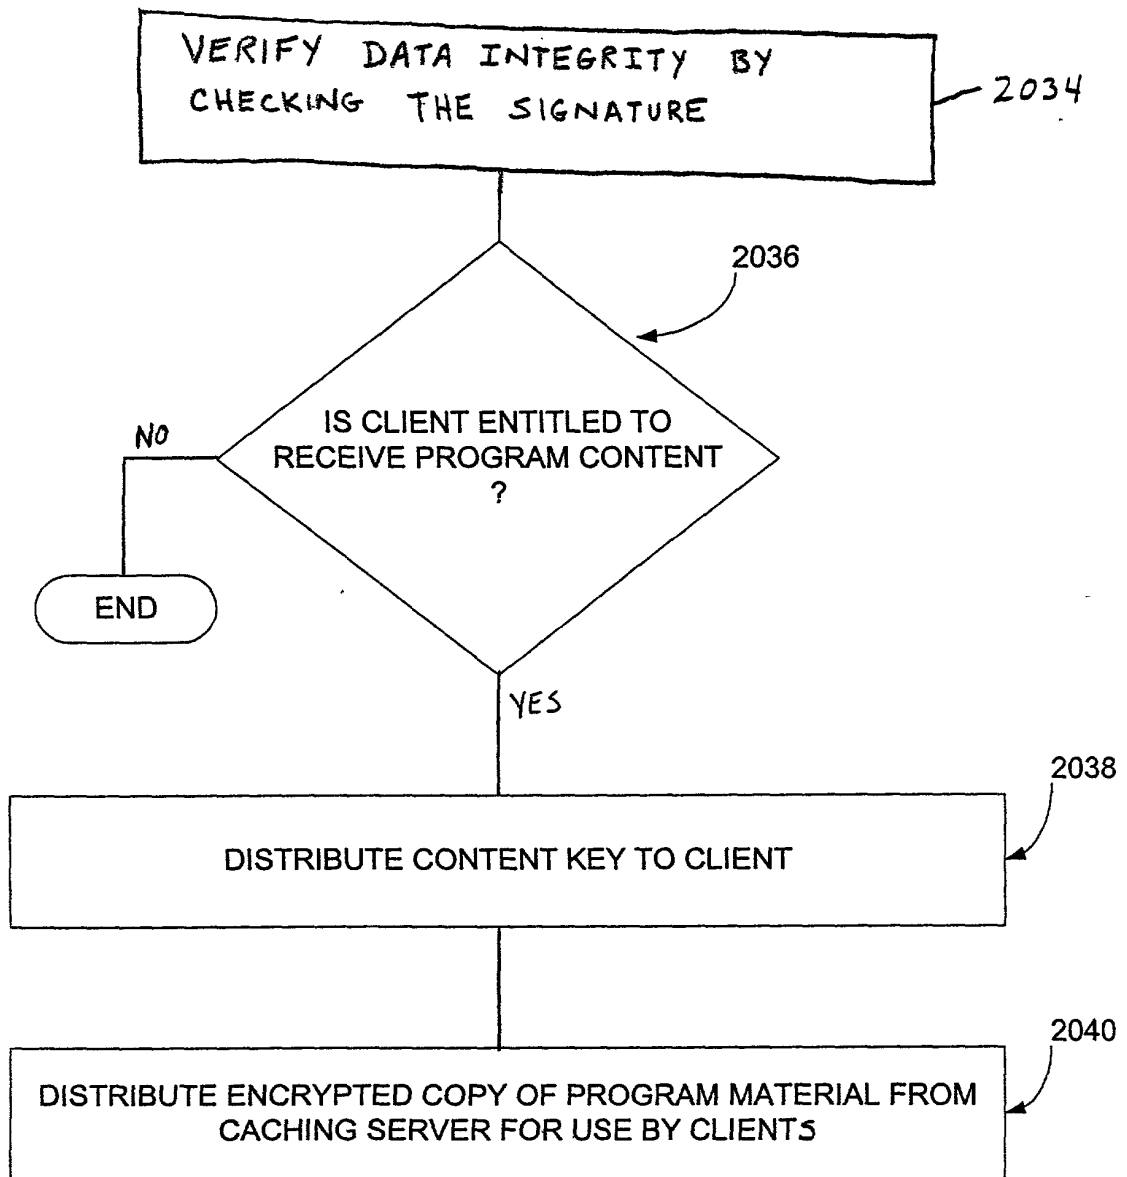 VERIFY DATA INTEGRITY BY
CHECKING THE SIGNATURE
2034
2036
IS CLIENT ENTITLED TO
RECEIVE PROGRAM CONTENT
?
NO
END
YES
2038
DISTRIBUTE CONTENT KEY TO CLIENT
2040
DISTRIBUTE ENCRYPTED COPY OF PROGRAM MATERIAL FROM
CACHING SERVER FOR USE BY CLIENTS